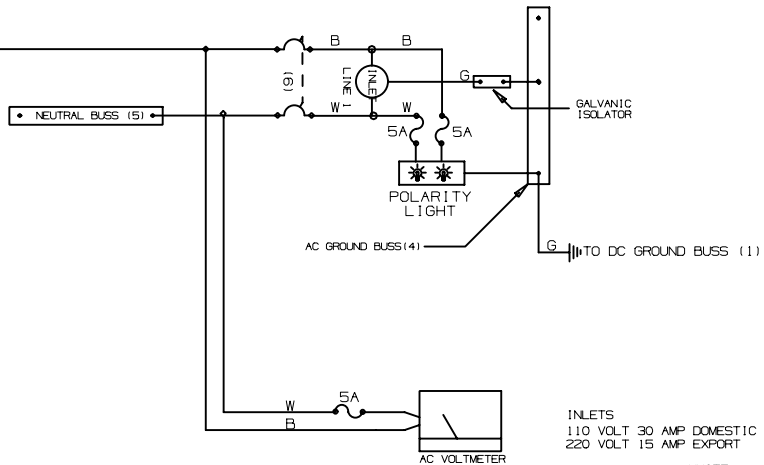 B
B
(6)
LINE 1
INLET
G
GALVANIC
ISOLATOR
NEUTRAL BUSS (5)
W
W
5A
5A
POLARITY
LIGHT
AC GROUND BUSS(4)
G
TO DC GROUND BUSS (1)
5A
W
B
AC VOLTMETER
INLETS
110 VOLT 30 AMP DOMESTIC
220 VOLT 15 AMP EXPORT